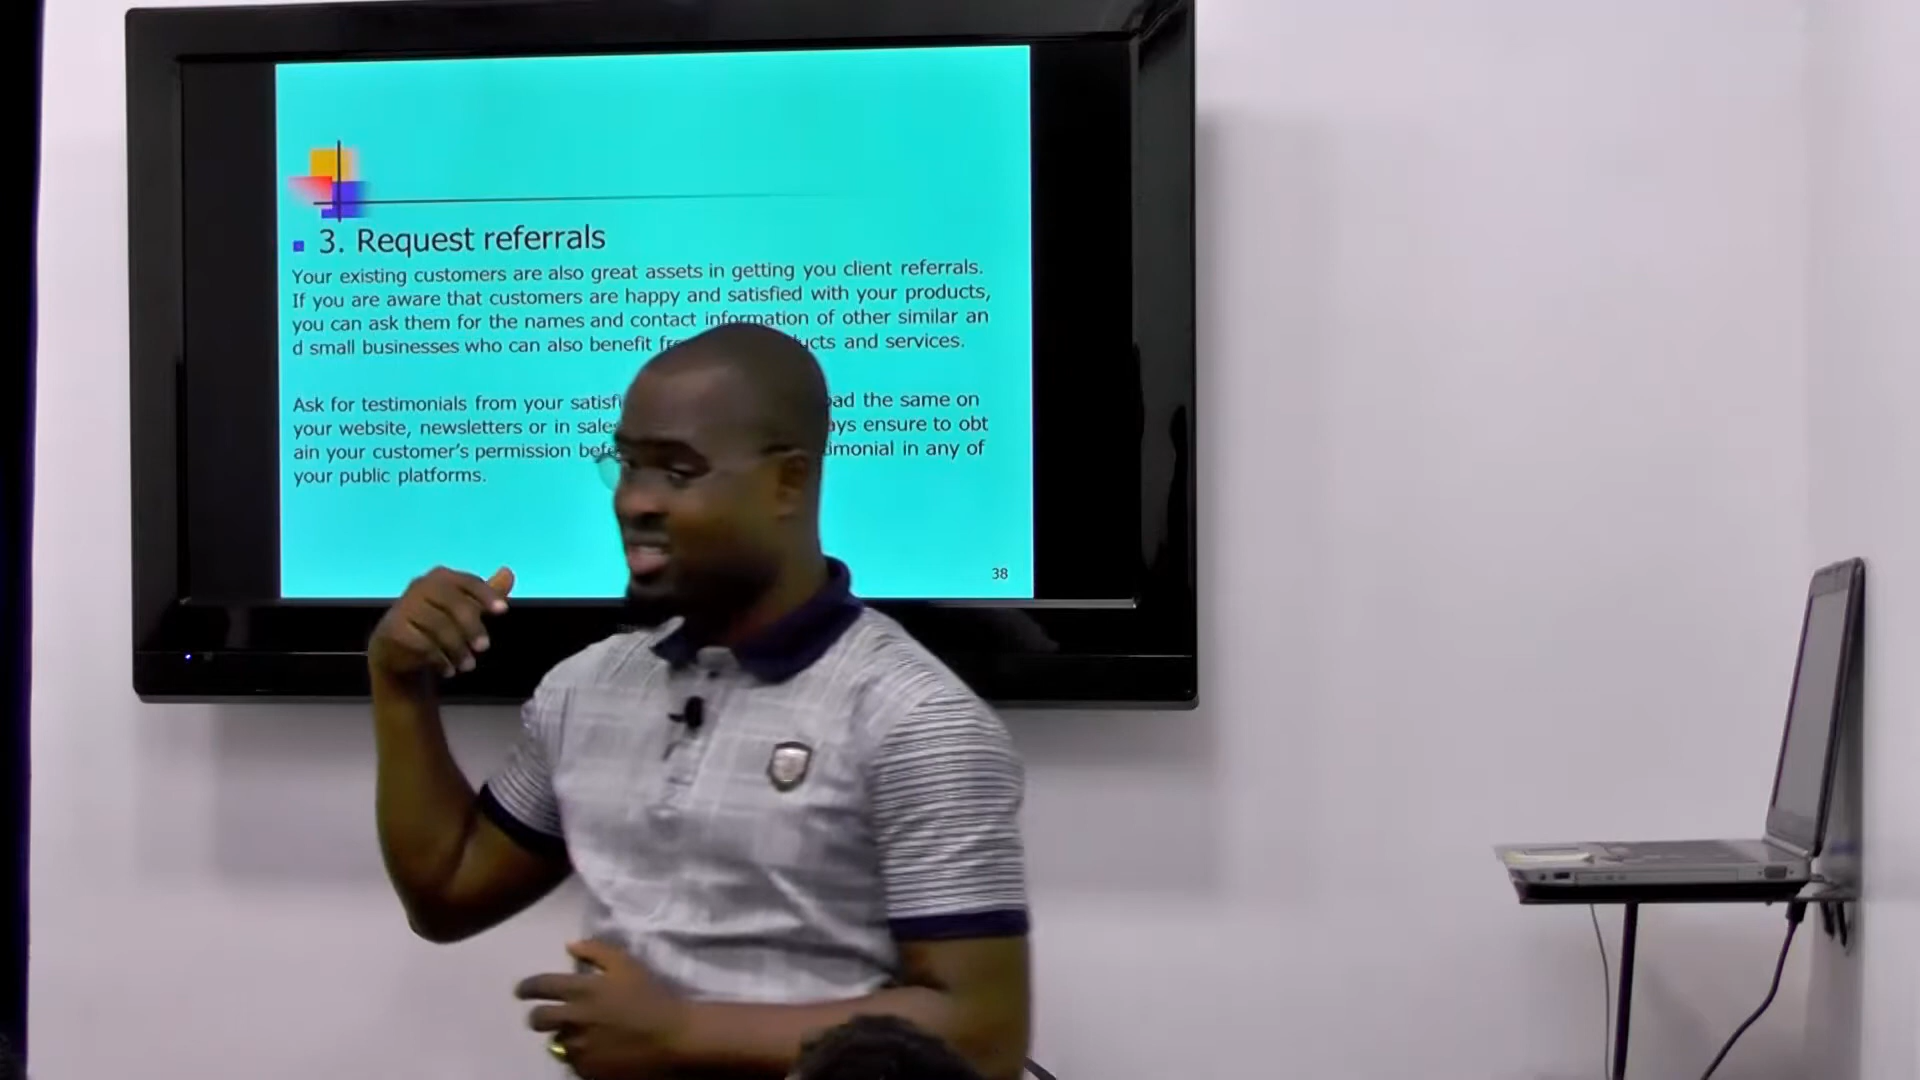 3. Request referrals
Your existing customers are also great assets in getting you client referrals.
If you are aware that customers are happy and satisfied with your products,
you can ask them for the names and contact information of other similar an
d small businesses who can also benefit and services.
Ask for testimonials from your the same on
your website, newsletters or in ensure to obt
ain your customer's permission in any of
your public platforms.
38